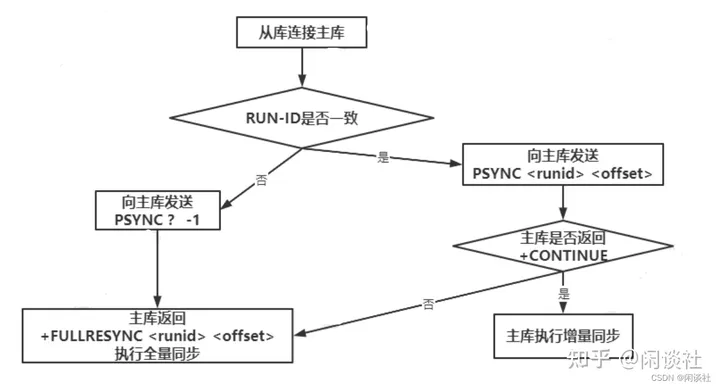 从库连接主库
RUN-ID是否一致
是
向主库发送
PSYNC <runid> <offset>
否
向主库发送
PSYNC ? -1
主库是否返回
+CONTINUE
否
是
主库返回
+FULLRESYNC <runid> <offset>
执行全量同步
主库执行增量同步
知乎 @闲谈社
CSDN @闲谈社